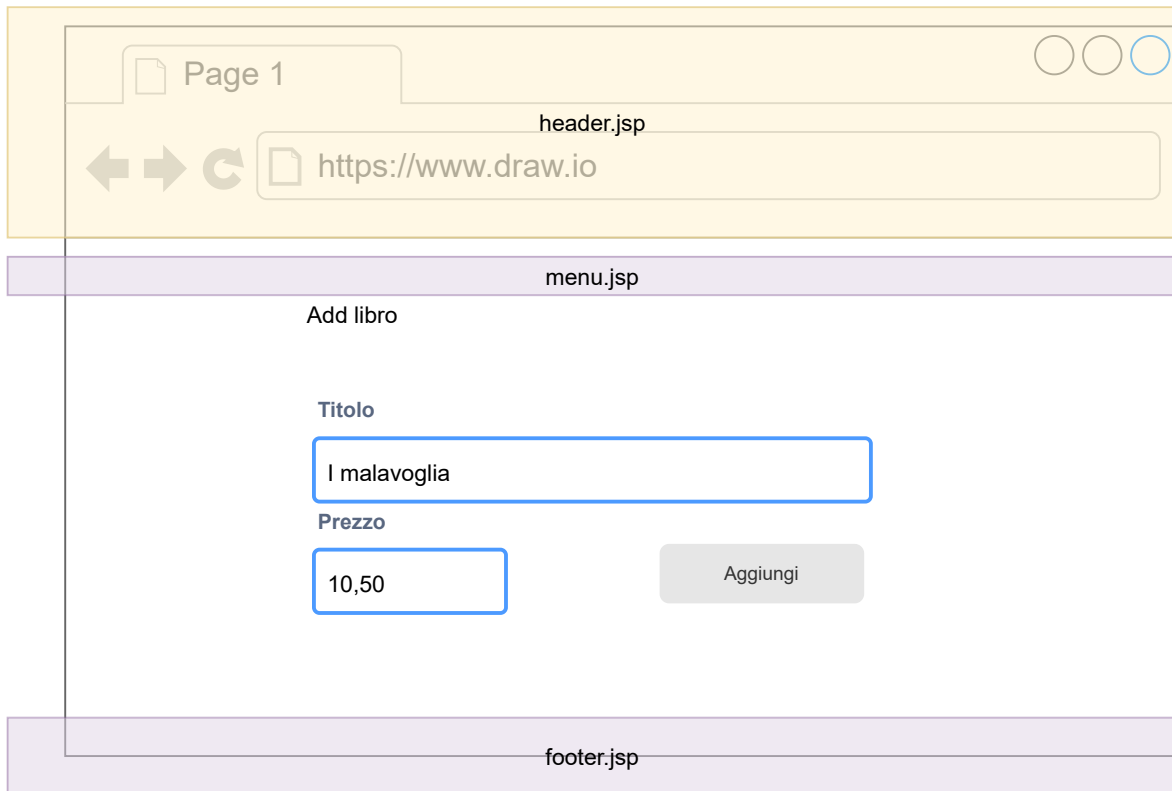 Page 1
header.jsp
https://www.draw.io
menu.jsp
Add libro
Titolo
I malavoglia
Prezzo
10,50
Aggiungi
footer.jsp